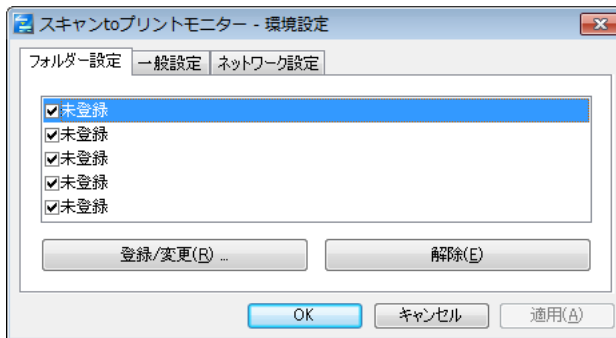 スキャンtoプリントモニター - 環境設定
フォルダー設定 一般設定 ネットワーク設定
未登録
未登録
未登録
未登録
未登録
登録/変更(R) ... 解除(E)
OK キャンセル 適用(A)